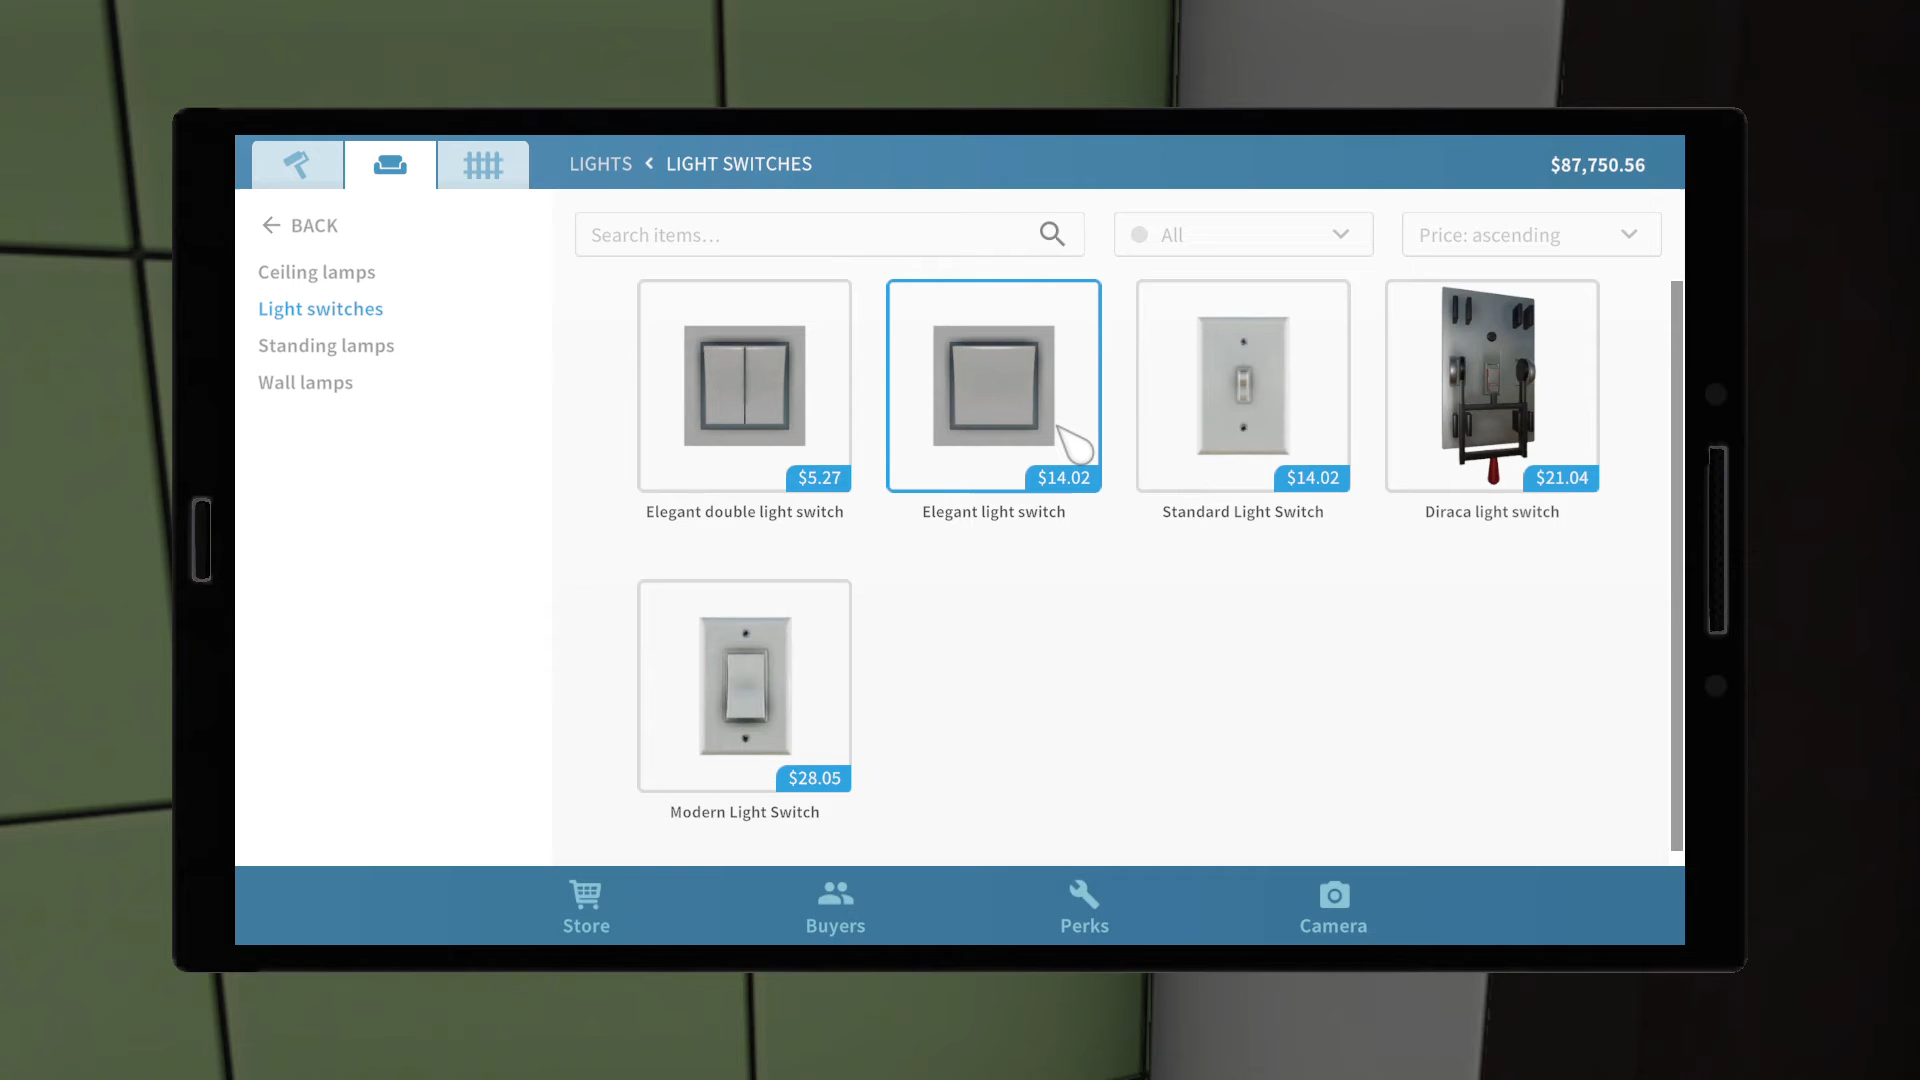 LIGHTS < LIGHT SWITCHES
$87,750.56
BACK
Ceiling lamps
Light switches
Standing lamps
Wall lamps
Search items...
All
Price: ascending
$5.27
$14.02
$14.02
$21.04
Elegant double light switch
Elegant light switch
Standard Light Switch
Diraca light switch
$28.05
Modern Light Switch
Store
Buyers
Perks
Camera